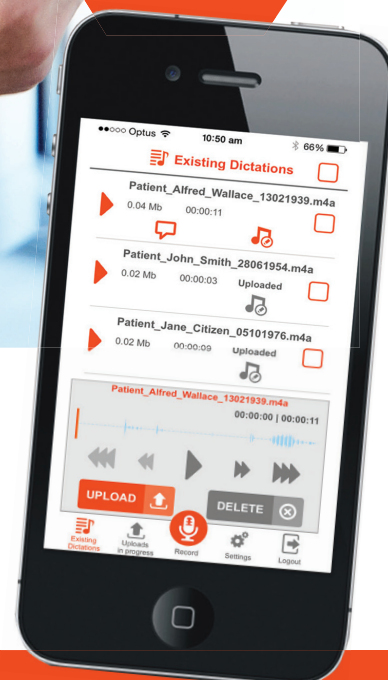 Optus 10:50 am 66%
Existing Dictations
Patient_Alfred_Wallace_13021939.m4a
0.04 Mb 00:00:11
Patient_John_Smith_28061954.m4a
0.02 Mb 00:00:03 Uploaded
Patient_Jane_Citizen_05101976.m4a
0.02 Mb 00:00:09 Uploaded
Patient_Alfred_Wallace_13021939.m4a
00:00:00 | 00:00:11
UPLOAD DELETE
Existing Dictations Uploads in progress Record Settings Logout